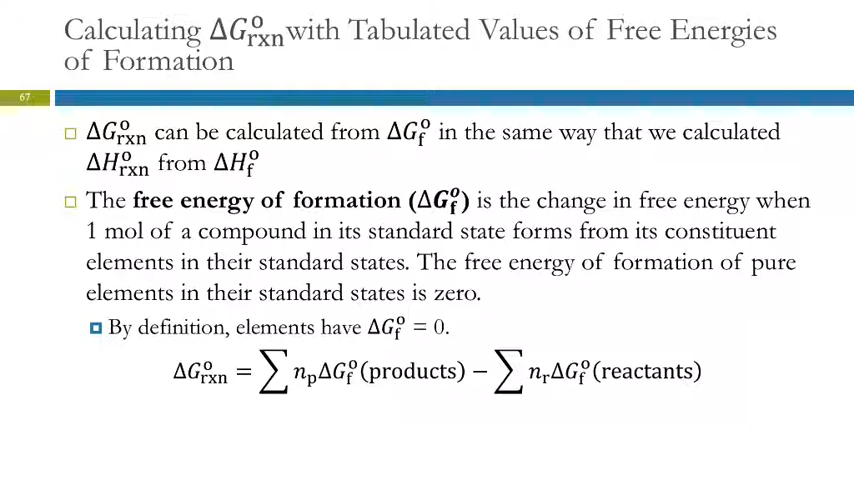 Calculating ΔG°rxn with Tabulated Values of Free Energies
of Formation
67
ΔG°rxn can be calculated from ΔG°f in the same way that we calculated
ΔH°rxn from ΔH°f
The free energy of formation (ΔG°f) is the change in free energy when
1 mol of a compound in its standard state forms from its constituent
elements in their standard states. The free energy of formation of pure
elements in their standard states is zero.
By definition, elements have ΔG°f = 0.
ΔG°rxn = ∑ npΔG°f(products) − ∑ nrΔG°f(reactants)